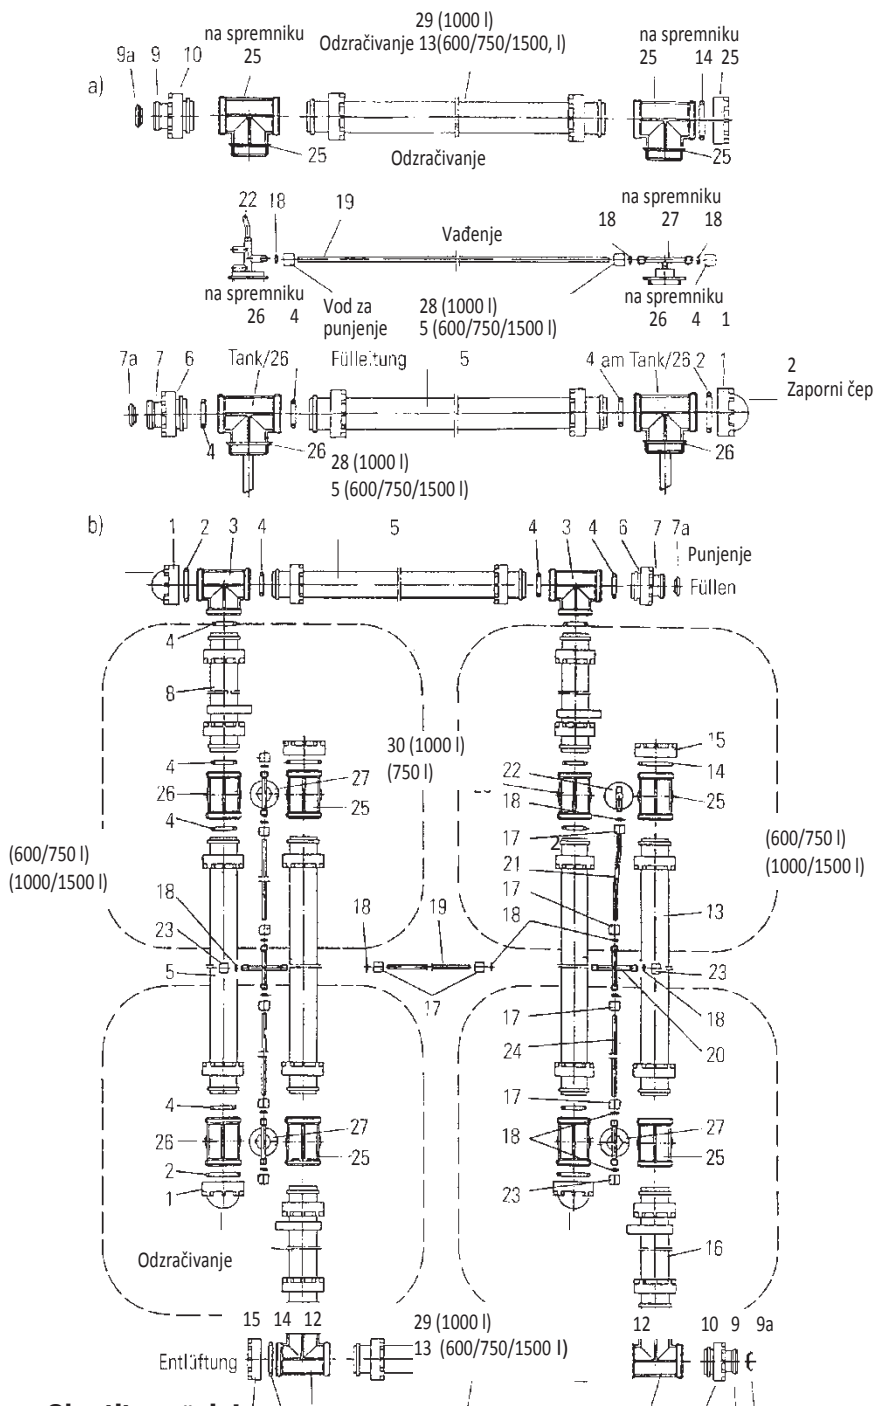 29 (1000 l)
na spremniku Odzračivanje 13(600/750/1500, l) na spremniku
9a 9 10 25 25 14 25
a)
25 Odzračivanje 25
na spremniku
22 18 19 Vađenje 18 27 18
na spremniku Vod za 28 (1000 l) na spremniku
26 4 punjenje 5 (600/750/1500 l) 26 4 1
7a 7 6 Tank/26 Fülleitung 5 4 am Tank/26 2 1 2
Zaporni čep
4 26 28 (1000 l) 26
5 (600/750/1500 l)
b) 1 2 3 4 5 4 3 4 6 7 7a
Punjenje
Füllen
4
8
30 (1000 l) 15
4 (750 l) 22 14
26 27 25 18 25
4 17
2
(600/750 l) 21 (600/750 l)
(1000/1500 l) (1000/1500 l)
18 18 19 18 17 13
23 23
5 17 17 18
24 20
4 17
26 27 25 18 27 25
2 23
1
Odzračivanje 16
15 14 12 29 (1000 l) 12 10 9 9a
Entlüftung 13 (600/750/1500 l)